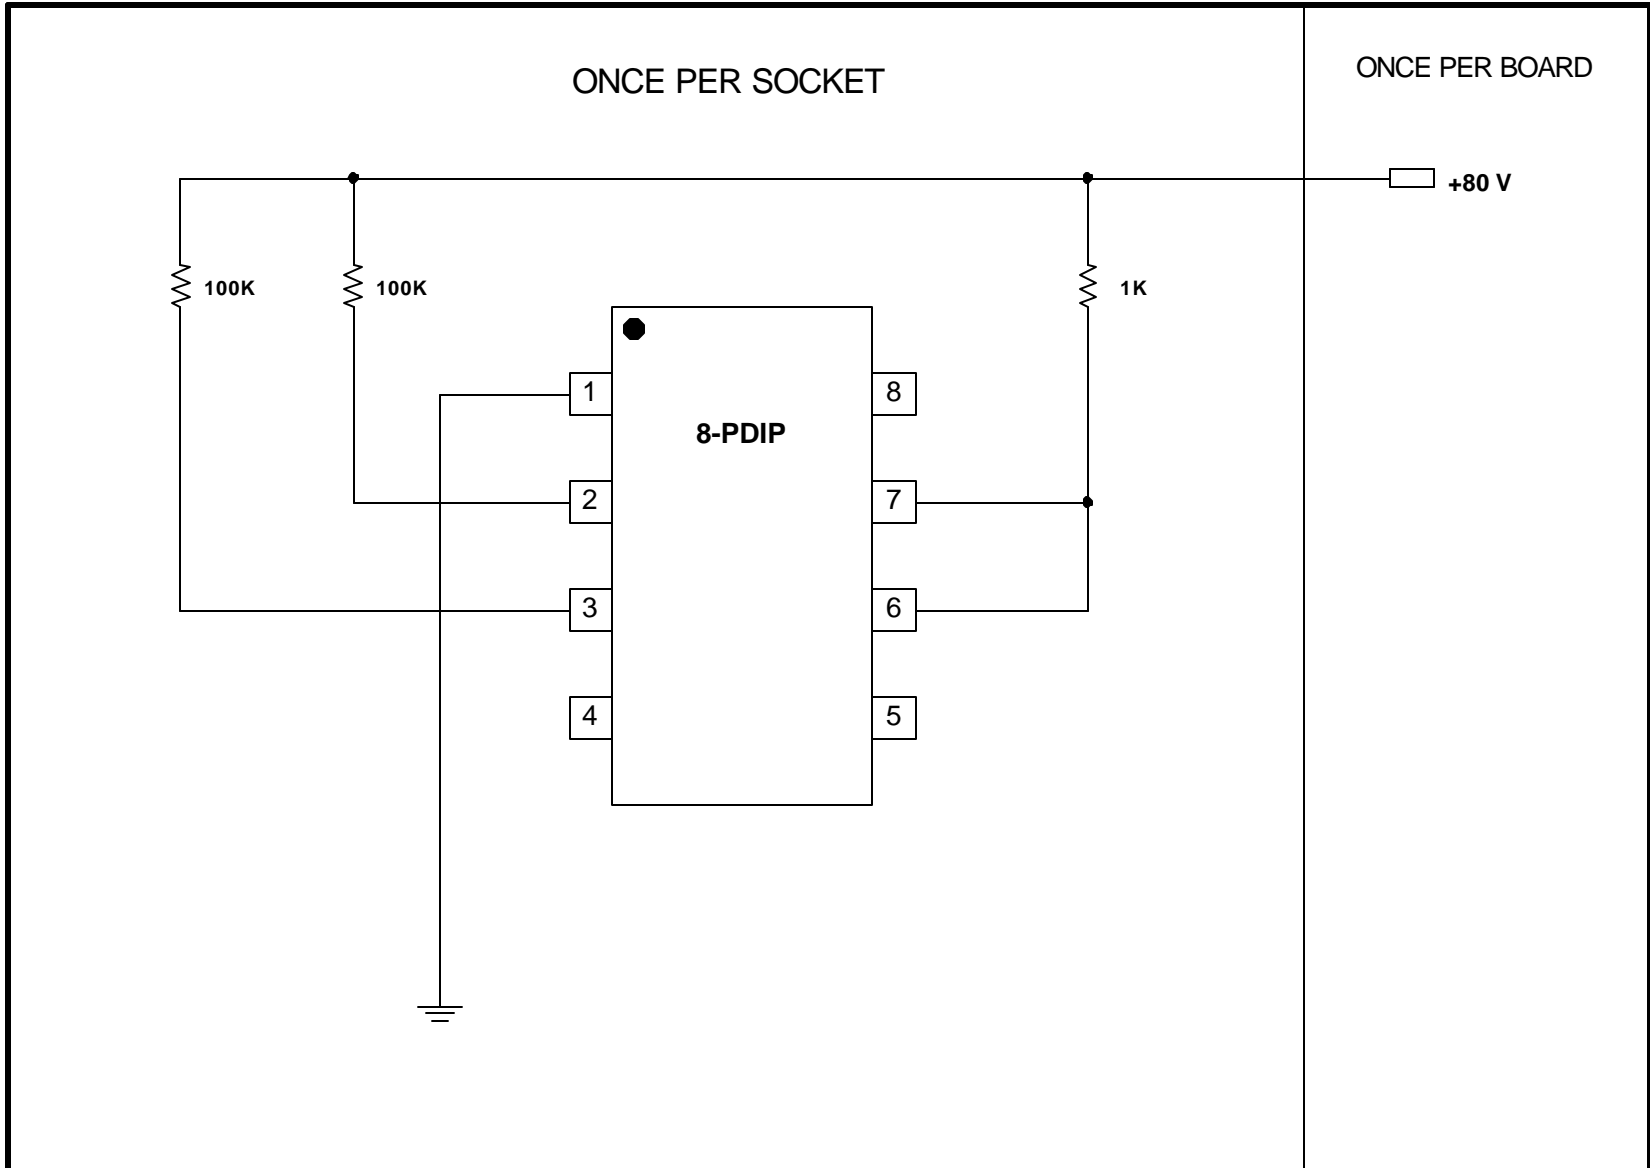 ONCE PER SOCKET
ONCE PER BOARD
+80 V
100K
100K
1K
1
8
8-PDIP
2
7
3
6
4
5